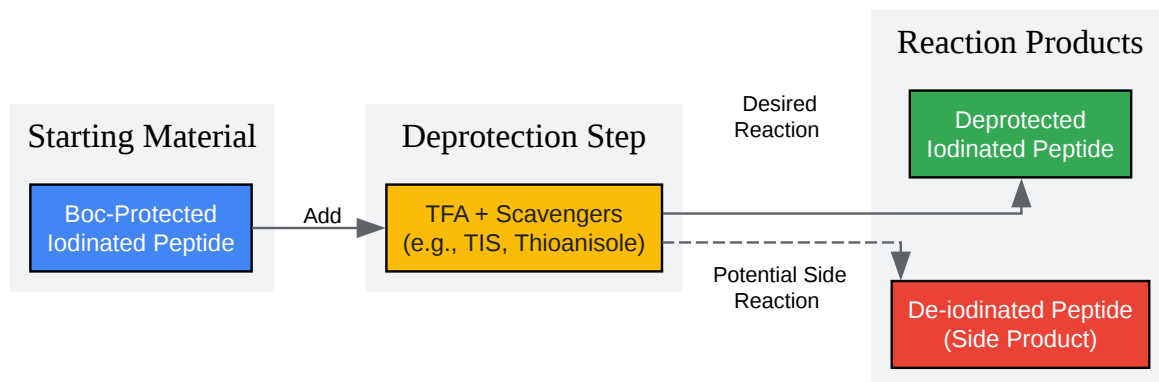 Starting Material
Boc-Protected
Iodinated Peptide
Add
Deprotection Step
TFA + Scavengers
(e.g., TIS, Thioanisole)
Desired
Reaction
Potential Side
Reaction
Reaction Products
Deprotected
Iodinated Peptide
De-iodinated Peptide
(Side Product)